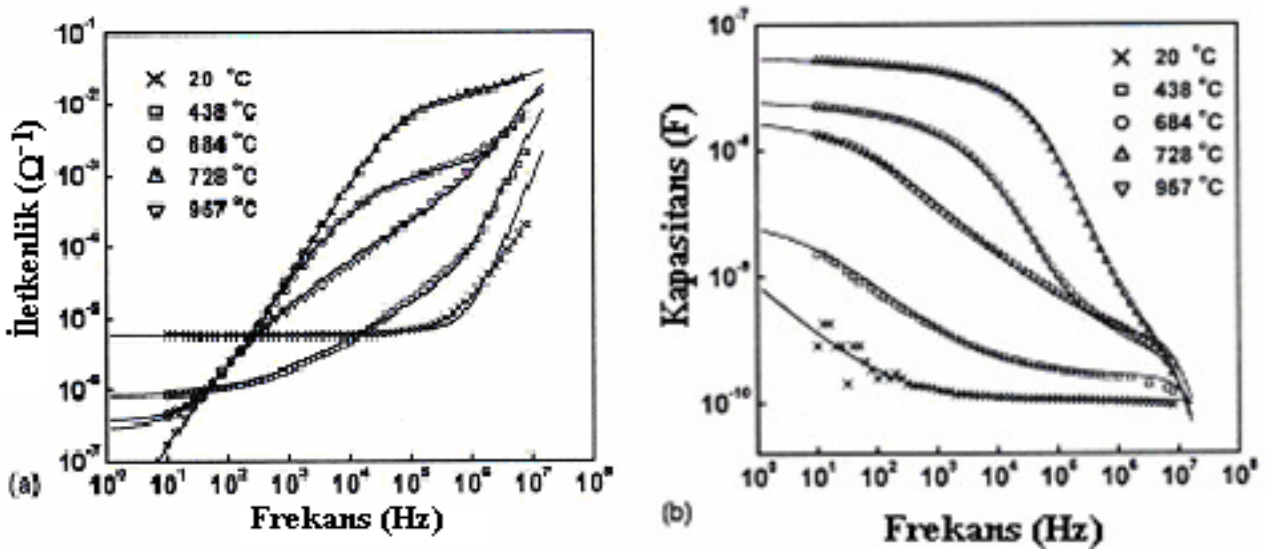 İletkenlik (Ω⁻¹)
10⁻¹
10⁻²
10⁻³
10⁻⁴
10⁻⁵
10⁻⁶
10⁻⁷
20 °C
438 °C
684 °C
728 °C
957 °C
10⁰ 10¹ 10² 10³ 10⁴ 10⁵ 10⁶ 10⁷ 10⁸
(a)
Frekans (Hz)
Kapasitans (F)
10⁻⁷
10⁻⁸
10⁻⁹
10⁻¹⁰
20 °C
438 °C
684 °C
728 °C
957 °C
10⁰ 10¹ 10² 10³ 10⁴ 10⁵ 10⁶ 10⁷ 10⁸
(b)
Frekans (Hz)